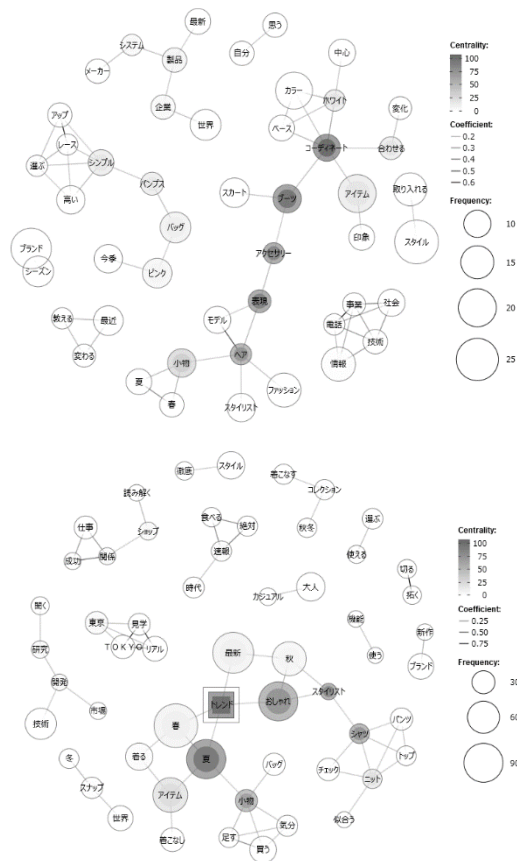 最新
思う
システム
自分
製品
メーカー
企業
世界
Centrality:
100
75
50
25
0
Coefficient:
0.2
0.3
0.4
0.5
0.6
Frequency:
10
15
20
25
中心
カラー
ホワイト
変化
ベース
コーディネート
合わせる
アップ
レース
選ぶ
シンプル
高い
パンプス
バッグ
今季
ピンク
スカート
ブーツ
アイテム
取り入れる
印象
スタイル
アクセサリー
ブランド
シーズン
表現
モデル
事業
社会
電話
技術
情報
教える
最近
変わる
小物
ヘア
夏
春
スタイリスト
ファッション
徹底
スタイル
着こなす
コレクション
秋冬
読み解く
ショップ
仕事
成功
関係
食べる
絶対
速報
時代
選ぶ
使える
切る
拓く
カジュアル
大人
機能
使う
新作
ブランド
Centrality:
100
75
50
25
0
Coefficient:
0.25
0.50
0.75
Frequency:
30
60
90
聞く
研究
開発
技術
市場
東京
見学
TOKYO
リアル
最新
秋
トレンド
おしゃれ
スタイリスト
春
夏
着る
アイテム
着こなし
バッグ
小物
足す
買う
気分
シャツ
パンツ
トップ
チェック
ニット
似合う
冬
スナップ
世界